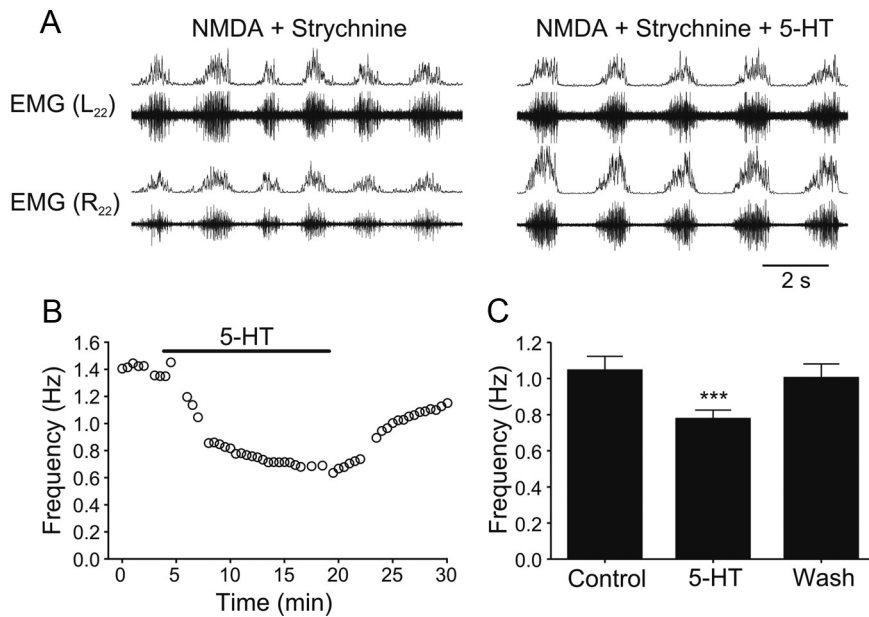 A
NMDA + Strychnine
NMDA + Strychnine + 5-HT
EMG (L22)
EMG (R22)
2 s
B
5-HT
Frequency (Hz)
1.6
1.4
1.2
1.0
0.8
0.6
0.4
0.2
0.0
0 5 10 15 20 25 30
Time (min)
C
Frequency (Hz)
1.2
1.0
0.8
0.6
0.4
0.2
0.0
***
Control 5-HT Wash